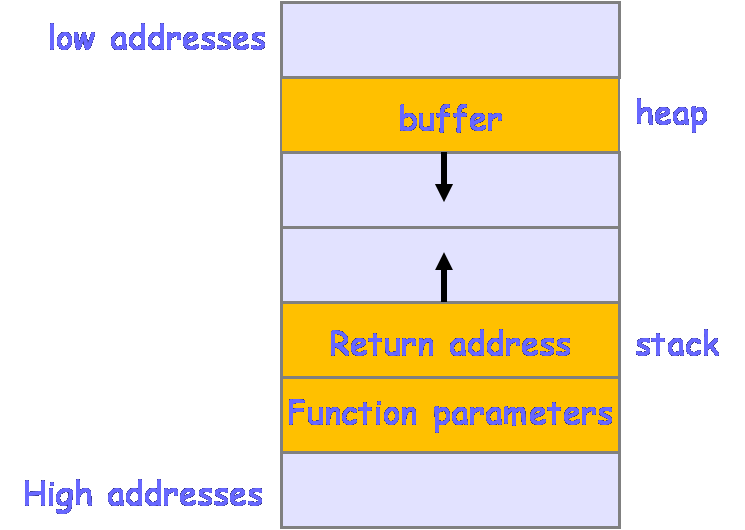 low addresses
buffer
heap
Return address
stack
Function parameters
High addresses